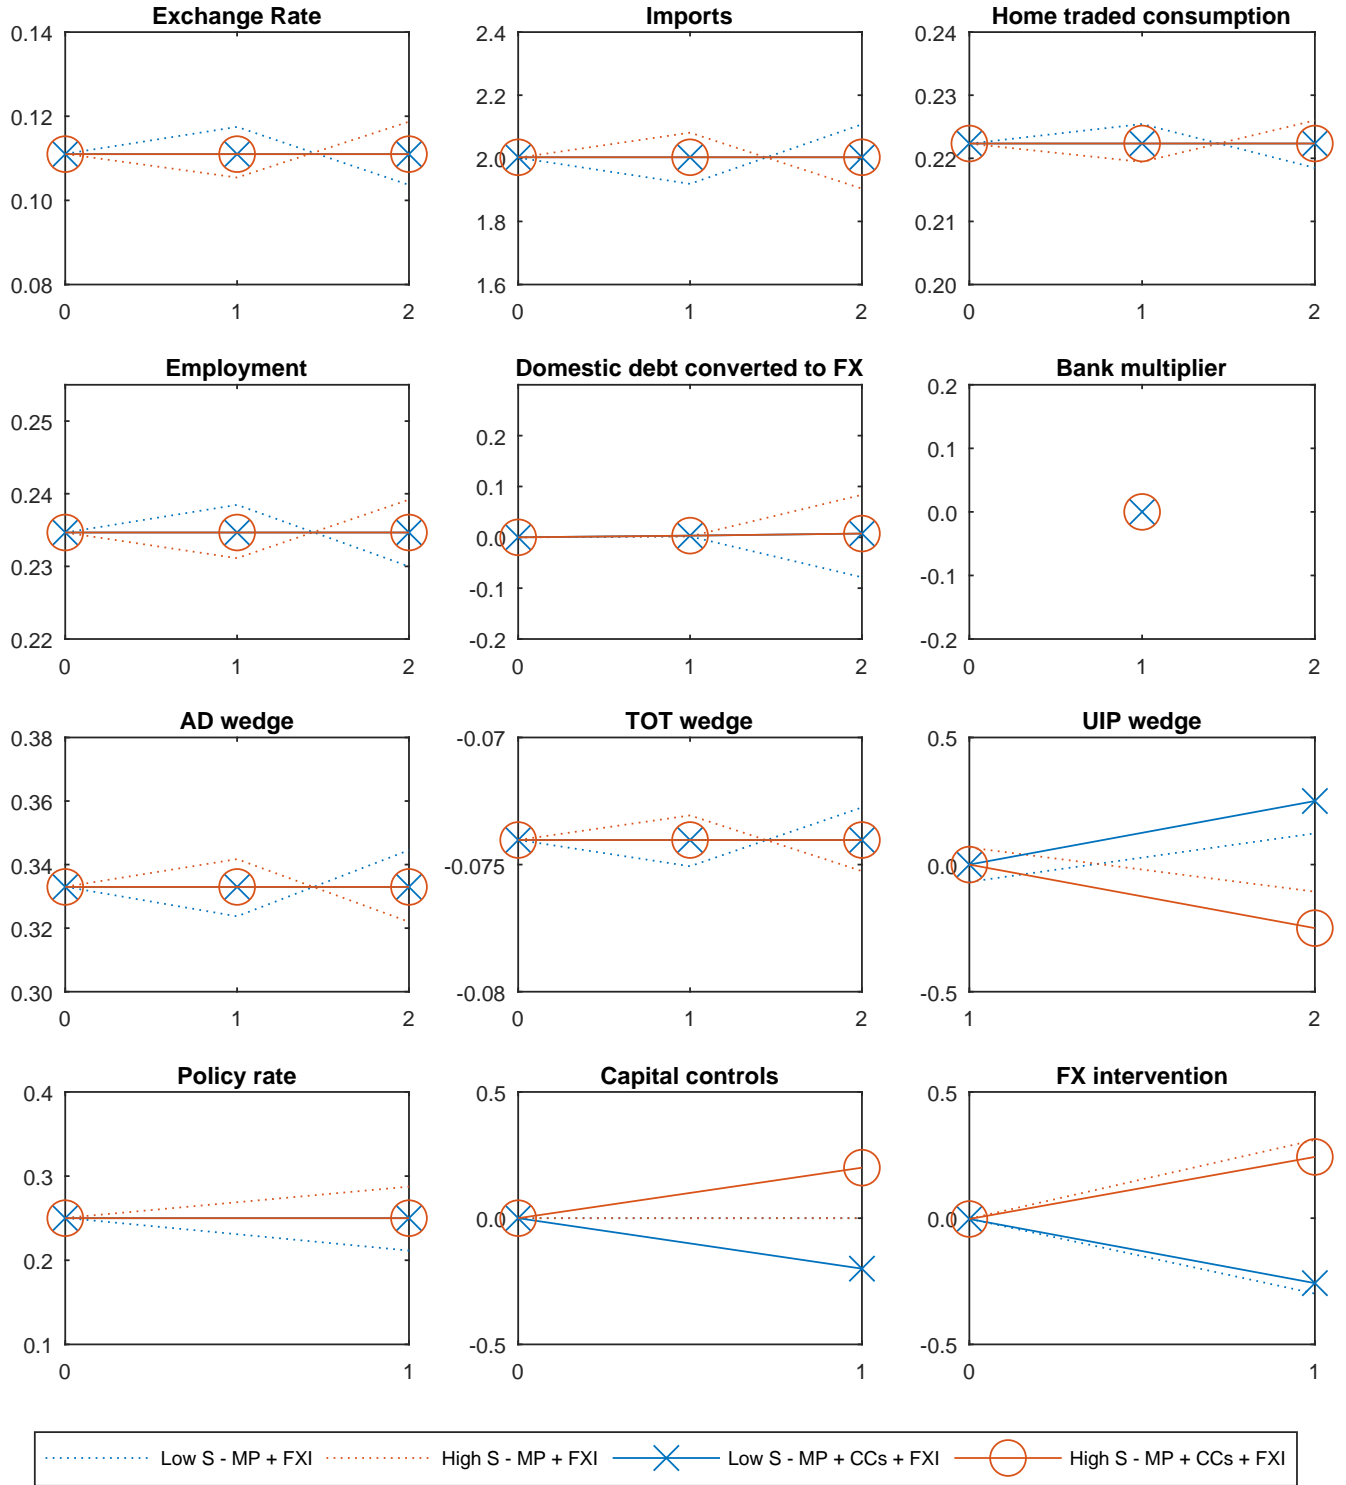 Exchange Rate
0.14
0.12
0.10
0.08
0 1 2
Imports
2.4
2.2
2.0
1.8
1.6
0 1 2
Home traded consumption
0.24
0.23
0.22
0.21
0.20
0 1 2
Employment
0.25
0.24
0.23
0.22
0 1 2
Domestic debt converted to FX
0.2
0.1
0.0
-0.1
-0.2
0 1 2
Bank multiplier
0.2
0.1
0.0
-0.1
-0.2
0 1 2
AD wedge
0.38
0.36
0.34
0.32
0.30
0 1 2
TOT wedge
-0.07
-0.075
-0.08
0 1 2
UIP wedge
0.5
0.0
-0.5
1 2
Policy rate
0.4
0.3
0.2
0.1
0 1
Capital controls
0.5
0.0
-0.5
0 1
FX intervention
0.5
0.0
-0.5
0 1
Low S - MP + FXI High S - MP + FXI Low S - MP + CCs + FXI High S - MP + CCs + FXI